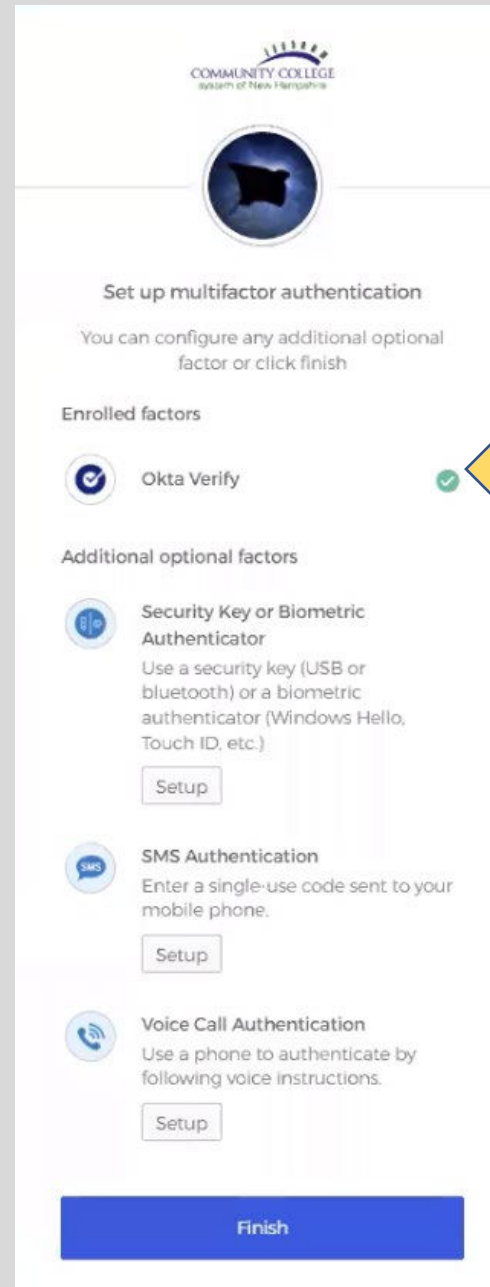 COMMUNITY COLLEGE
system of New Hampshire
Set up multifactor authentication
You can configure any additional optional
factor or click finish
Enrolled factors
Okta Verify
Additional optional factors
Security Key or Biometric
Authenticator
Use a security key (USB or
bluetooth) or a biometric
authenticator (Windows Hello,
Touch ID, etc.)
Setup
SMS
SMS Authentication
Enter a single-use code sent to your
mobile phone.
Setup
Voice Call Authentication
Use a phone to authenticate by
following voice instructions.
Setup
Finish